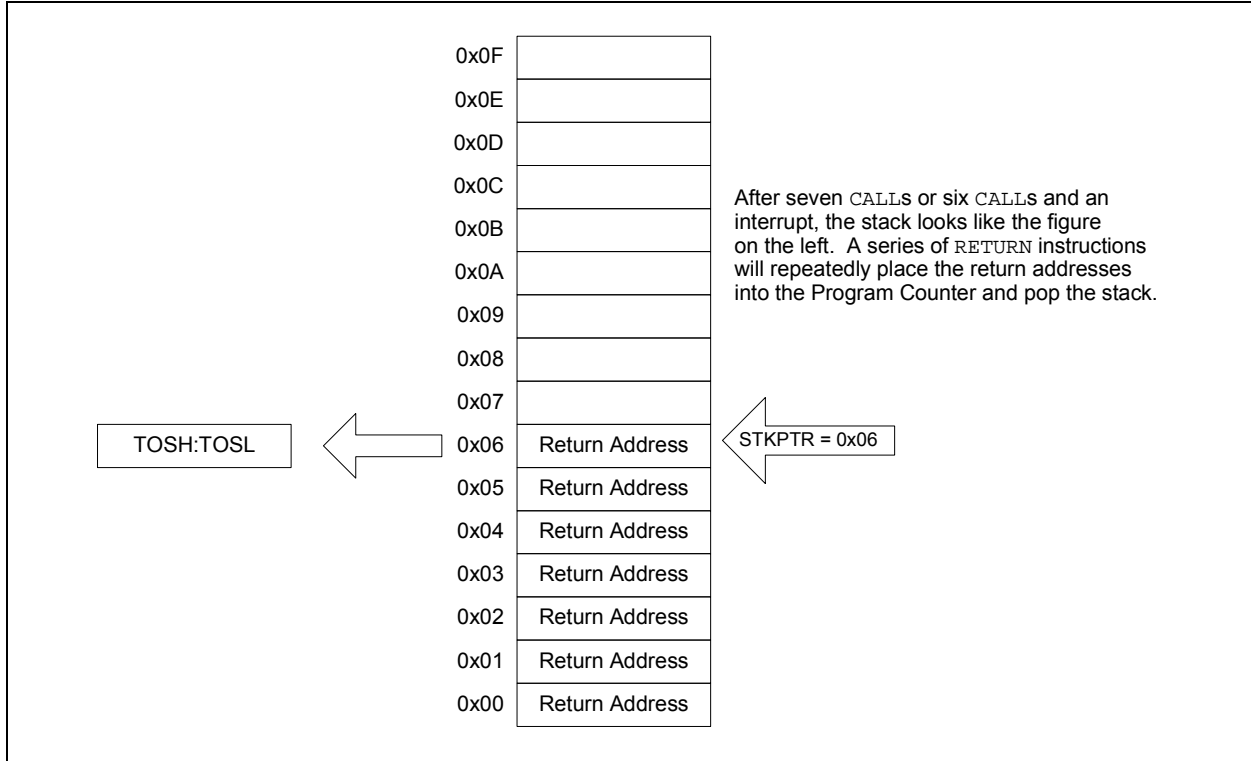 0x0F
0x0E
0x0D
0x0C
0x0B
0x0A
0x09
0x08
0x07
After seven CALLs or six CALLs and an
interrupt, the stack looks like the figure
on the left. A series of RETURN instructions
will repeatedly place the return addresses
into the Program Counter and pop the stack.
TOSH:TOSL
0x06 Return Address
STKPTR = 0x06
0x05 Return Address
0x04 Return Address
0x03 Return Address
0x02 Return Address
0x01 Return Address
0x00 Return Address